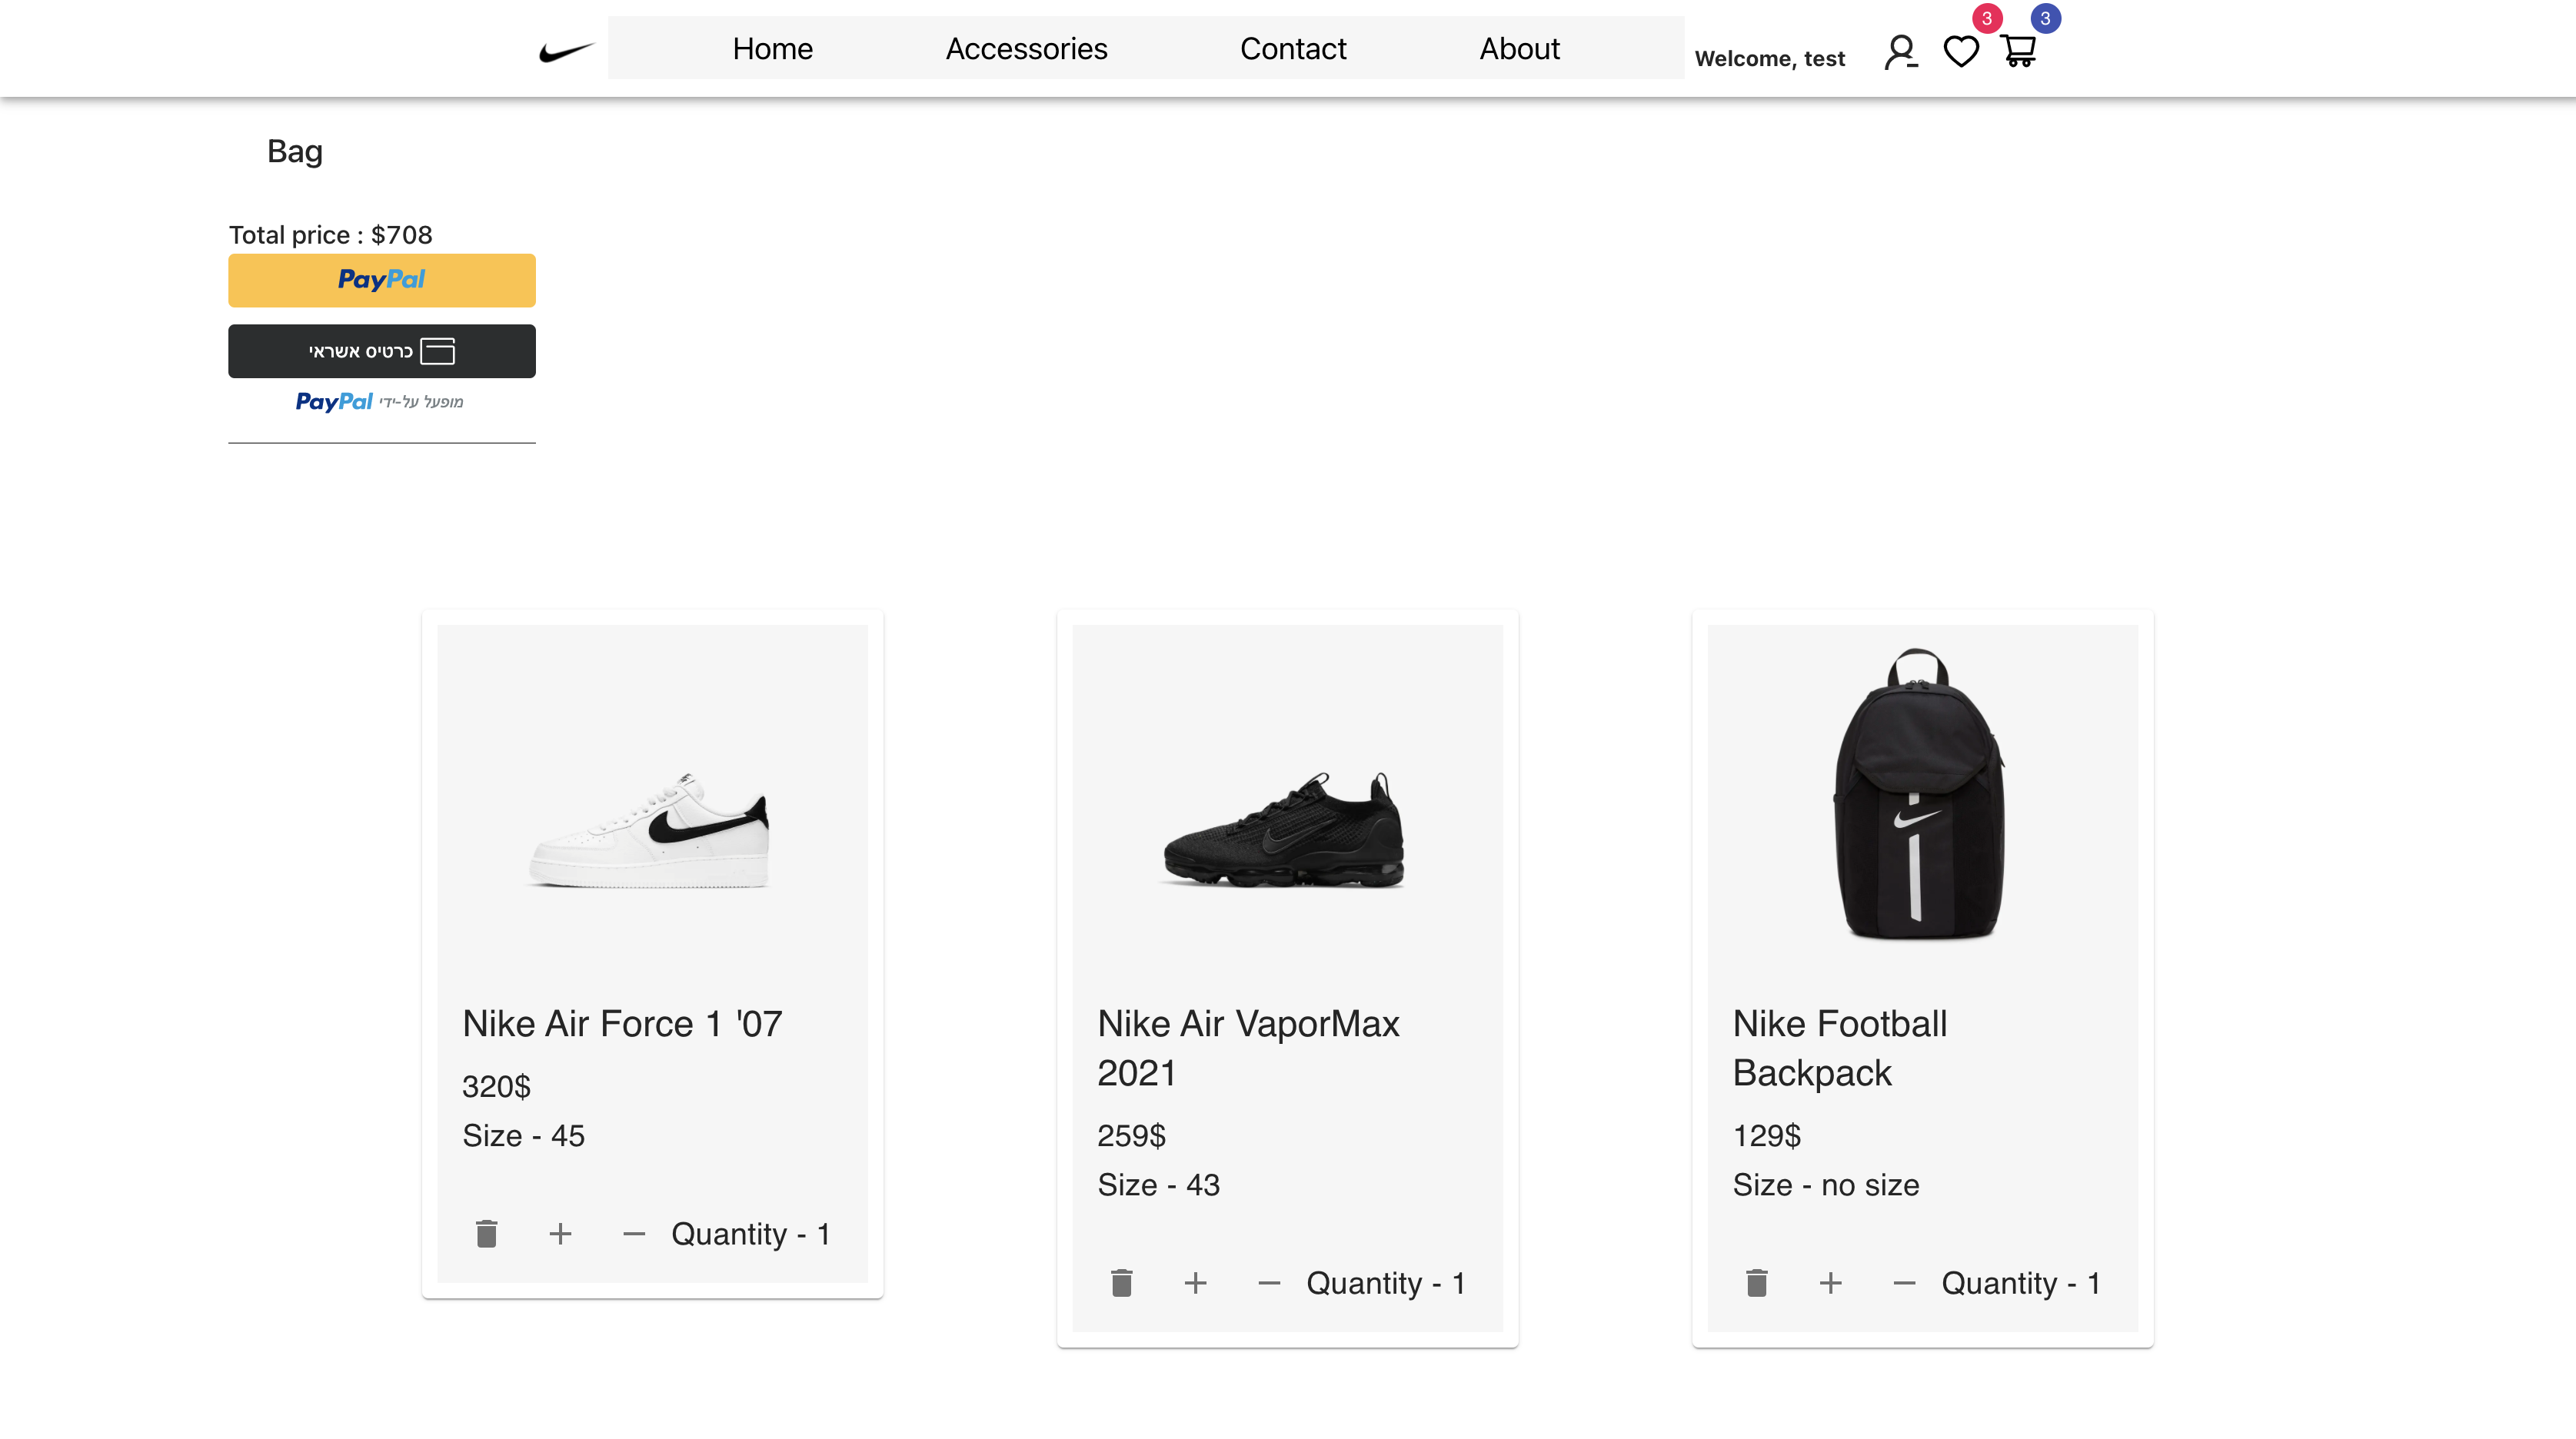 Home Accessories Contact About Welcome, test 3 3
Bag
Total price : $708
PayPal
כרטיס אשראי
מופעל על-ידי PayPal
Nike Air Force 1 '07
320$
Size - 45
Quantity - 1
Nike Air VaporMax
2021
259$
Size - 43
Quantity - 1
Nike Football
Backpack
129$
Size - no size
Quantity - 1